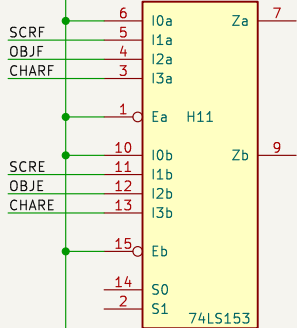 6 I0a Za 7
SCRF 5 I1a
OBJF 4 I2a
CHARF 3 I3a
1 Ea H11
10 I0b Zb 9
SCRE 11 I1b
OBJE 12 I2b
CHARE 13 I3b
15 Eb
14 S0
2 S1
74LS153